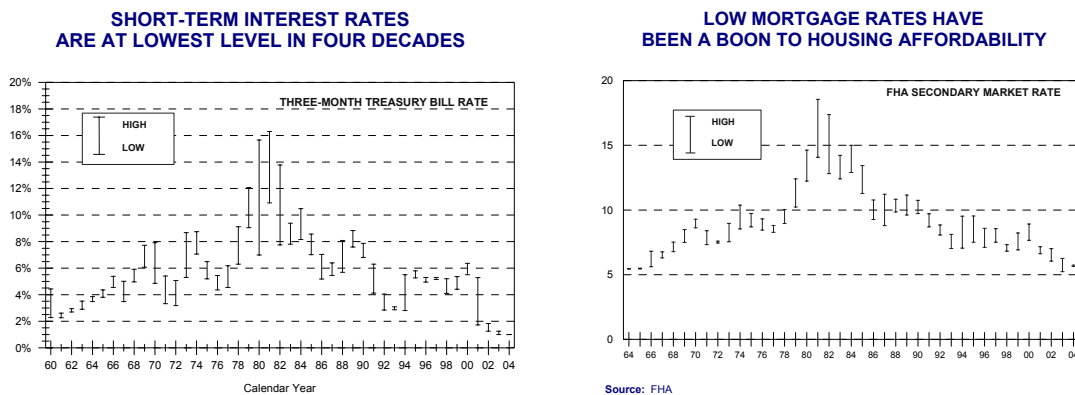 SHORT-TERM INTEREST RATES
ARE AT LOWEST LEVEL IN FOUR DECADES
20%
18%
16%
14%
12%
10%
8%
6%
4%
2%
0%
THREE-MONTH TREASURY BILL RATE
HIGH
LOW
60 62 64 66 68 70 72 74 76 78 80 82 84 86 88 90 92 94 96 98 00 02 04
Calendar Year
LOW MORTGAGE RATES HAVE
BEEN A BOON TO HOUSING AFFORDABILITY
20
15
10
5
0
FHA SECONDARY MARKET RATE
HIGH
LOW
64 66 68 70 72 74 76 78 80 82 84 86 88 90 92 94 96 98 00 02 04
Source: FHA